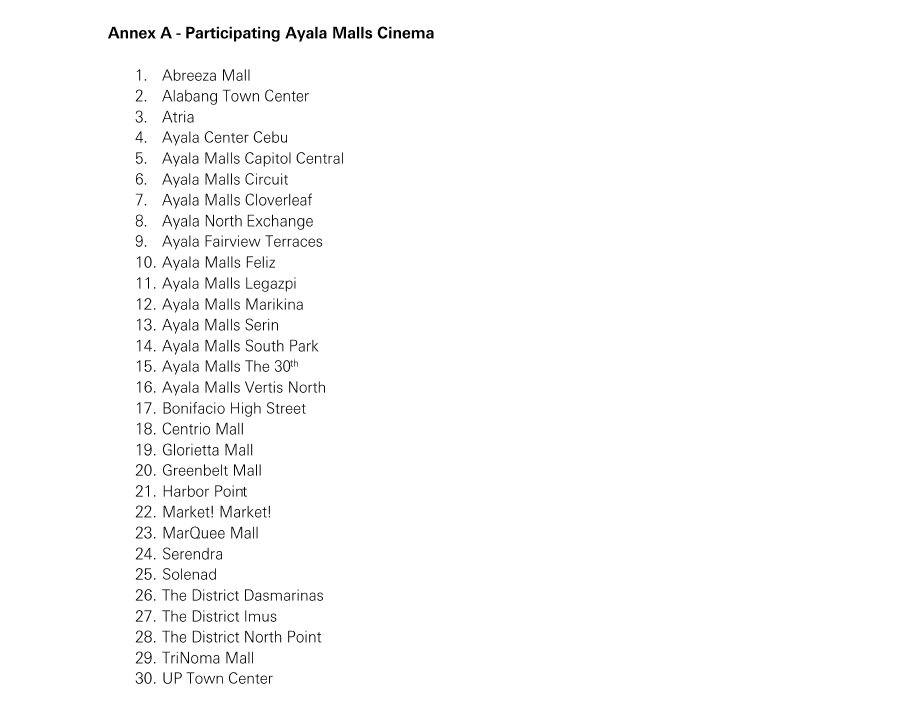 Annex A - Participating Ayala Malls Cinema
1. Abreeza Mall
2. Alabang Town Center
3. Atria
4. Ayala Center Cebu
5. Ayala Malls Capitol Central
6. Ayala Malls Circuit
7. Ayala Malls Cloverleaf
8. Ayala North Exchange
9. Ayala Fairview Terraces
10. Ayala Malls Feliz
11. Ayala Malls Legazpi
12. Ayala Malls Marikina
13. Ayala Malls Serin
14. Ayala Malls South Park
15. Ayala Malls The 30th
16. Ayala Malls Vertis North
17. Bonifacio High Street
18. Centrio Mall
19. Glorietta Mall
20. Greenbelt Mall
21. Harbor Point
22. Market! Market!
23. MarQuee Mall
24. Serendra
25. Solenad
26. The District Dasmarinas
27. The District Imus
28. The District North Point
29. TriNoma Mall
30. UP Town Center